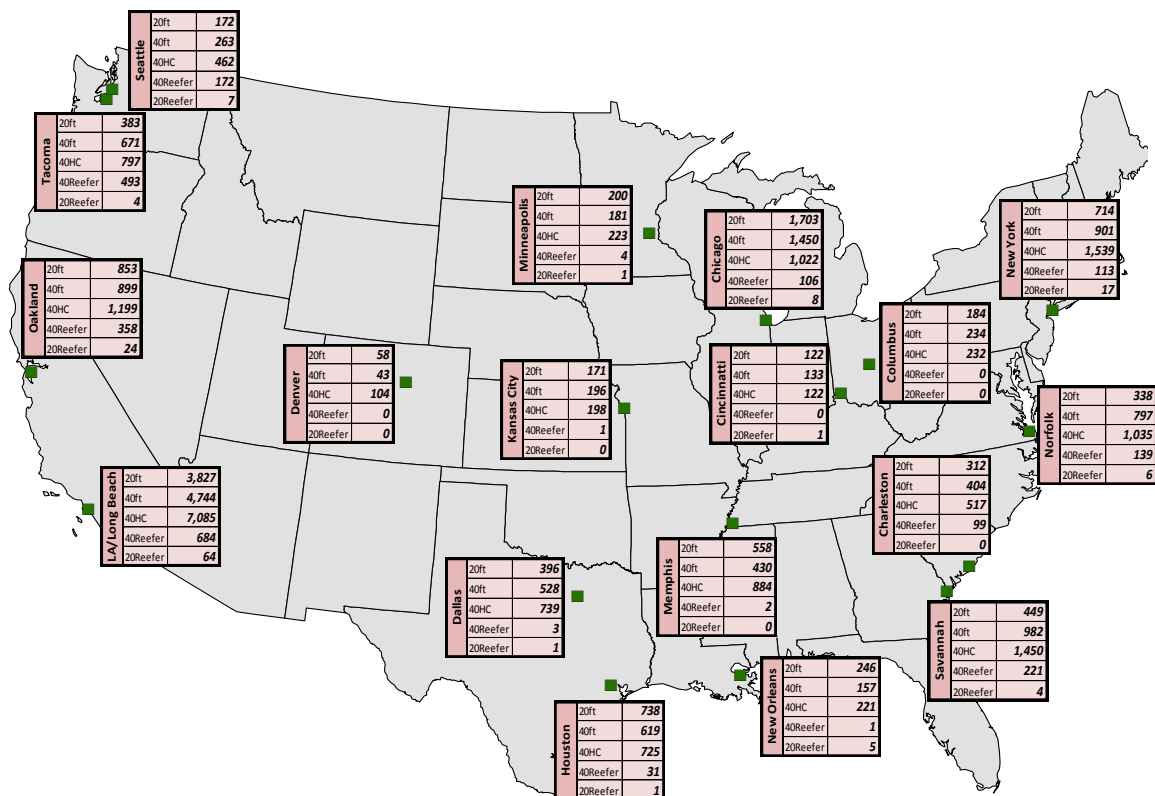 Seattle
20ft 172
40ft 263
40HC 462
40Reefer 172
20Reefer 7
Tacoma
20ft 383
40ft 671
40HC 797
40Reefer 493
20Reefer 4
Minneapolis
20ft 200
40ft 181
40HC 223
40Reefer 4
20Reefer 1
Chicago
20ft 1,703
40ft 1,450
40HC 1,022
40Reefer 106
20Reefer 8
New York
20ft 714
40ft 901
40HC 1,539
40Reefer 113
20Reefer 17
Oakland
20ft 853
40ft 899
40HC 1,199
40Reefer 358
20Reefer 24
Denver
20ft 58
40ft 43
40HC 104
40Reefer 0
20Reefer 0
Kansas City
20ft 171
40ft 196
40HC 198
40Reefer 1
20Reefer 0
Cincinatti
20ft 122
40ft 133
40HC 122
40Reefer 0
20Reefer 1
Columbus
20ft 184
40ft 234
40HC 232
40Reefer 0
20Reefer 0
Norfolk
20ft 338
40ft 797
40HC 1,035
40Reefer 139
20Reefer 6
LA/Long Beach
20ft 3,827
40ft 4,744
40HC 7,085
40Reefer 684
20Reefer 64
Charleston
20ft 312
40ft 404
40HC 517
40Reefer 99
20Reefer 0
Dallas
20ft 396
40ft 528
40HC 739
40Reefer 3
20Reefer 1
Memphis
20ft 558
40ft 430
40HC 884
40Reefer 2
20Reefer 0
Savannah
20ft 449
40ft 982
40HC 1,450
40Reefer 221
20Reefer 4
New Orleans
20ft 246
40ft 157
40HC 221
40Reefer 1
20Reefer 5
Houston
20ft 738
40ft 619
40HC 725
40Reefer 31
20Reefer 1